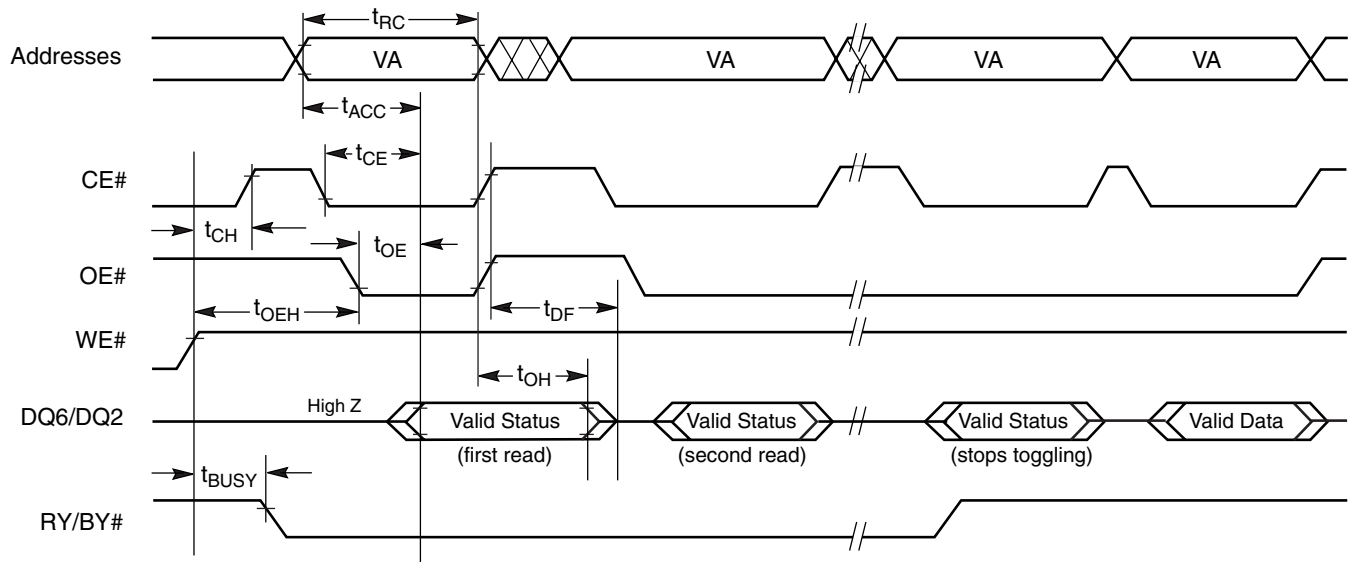 tRC
Addresses VA VA VA VA
tACC
tCE
CE#
tCH tOE
OE#
tOEH tDF
WE#
tOH
DQ6/DQ2 High Z Valid Status Valid Status Valid Status Valid Data
(first read) (second read) (stops toggling)
tBUSY
RY/BY#